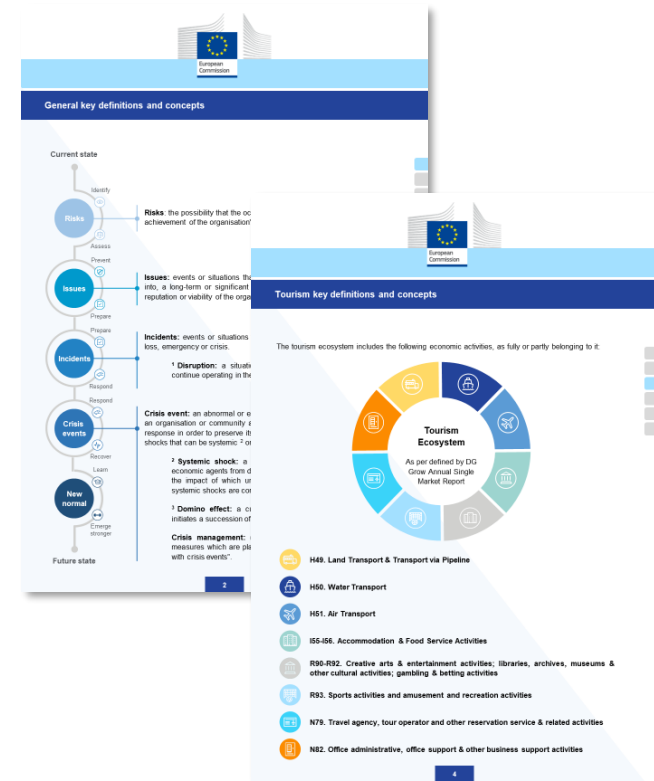 European
Commission
General key definitions and concepts
Current state
Identify
Risks
Assess
Prevent
Issues
Prepare
Prepare
Incidents
Respond
Respond
Crisis
events
Recover
Learn
New
normal
Emerge
stronger
Future state
Risks: the possibility that the oc
achievement of the organisation'
Issues: events or situations tha
into, a long-term or significant
reputation or viability of the orga
Incidents: events or situations
loss, emergency or crisis.
¹ Disruption: a situati
continue operating in the
Crisis event: an abnormal or e
an organisation or community a
response in order to preserve its
shocks that can be systemic ² or
² Systemic shock: a
economic agents from d
the impact of which un
systemic shocks are con
³ Domino effect: a cr
initiates a succession of
Crisis management:
measures which are pla
with crisis events".
2
European
Commission
Tourism key definitions and concepts
The tourism ecosystem includes the following economic activities, as fully or partly belonging to it:
Tourism
Ecosystem
As per defined by DG
Grow Annual Single
Market Report
H49. Land Transport & Transport via Pipeline
H50. Water Transport
H51. Air Transport
I55-I56. Accommodation & Food Service Activities
R90-R92. Creative arts & entertainment activities; libraries, archives, museums &
other cultural activities; gambling & betting activities
R93. Sports activities and amusement and recreation activities
N79. Travel agency, tour operator and other reservation service & related activities
N82. Office administrative, office support & other business support activities
4